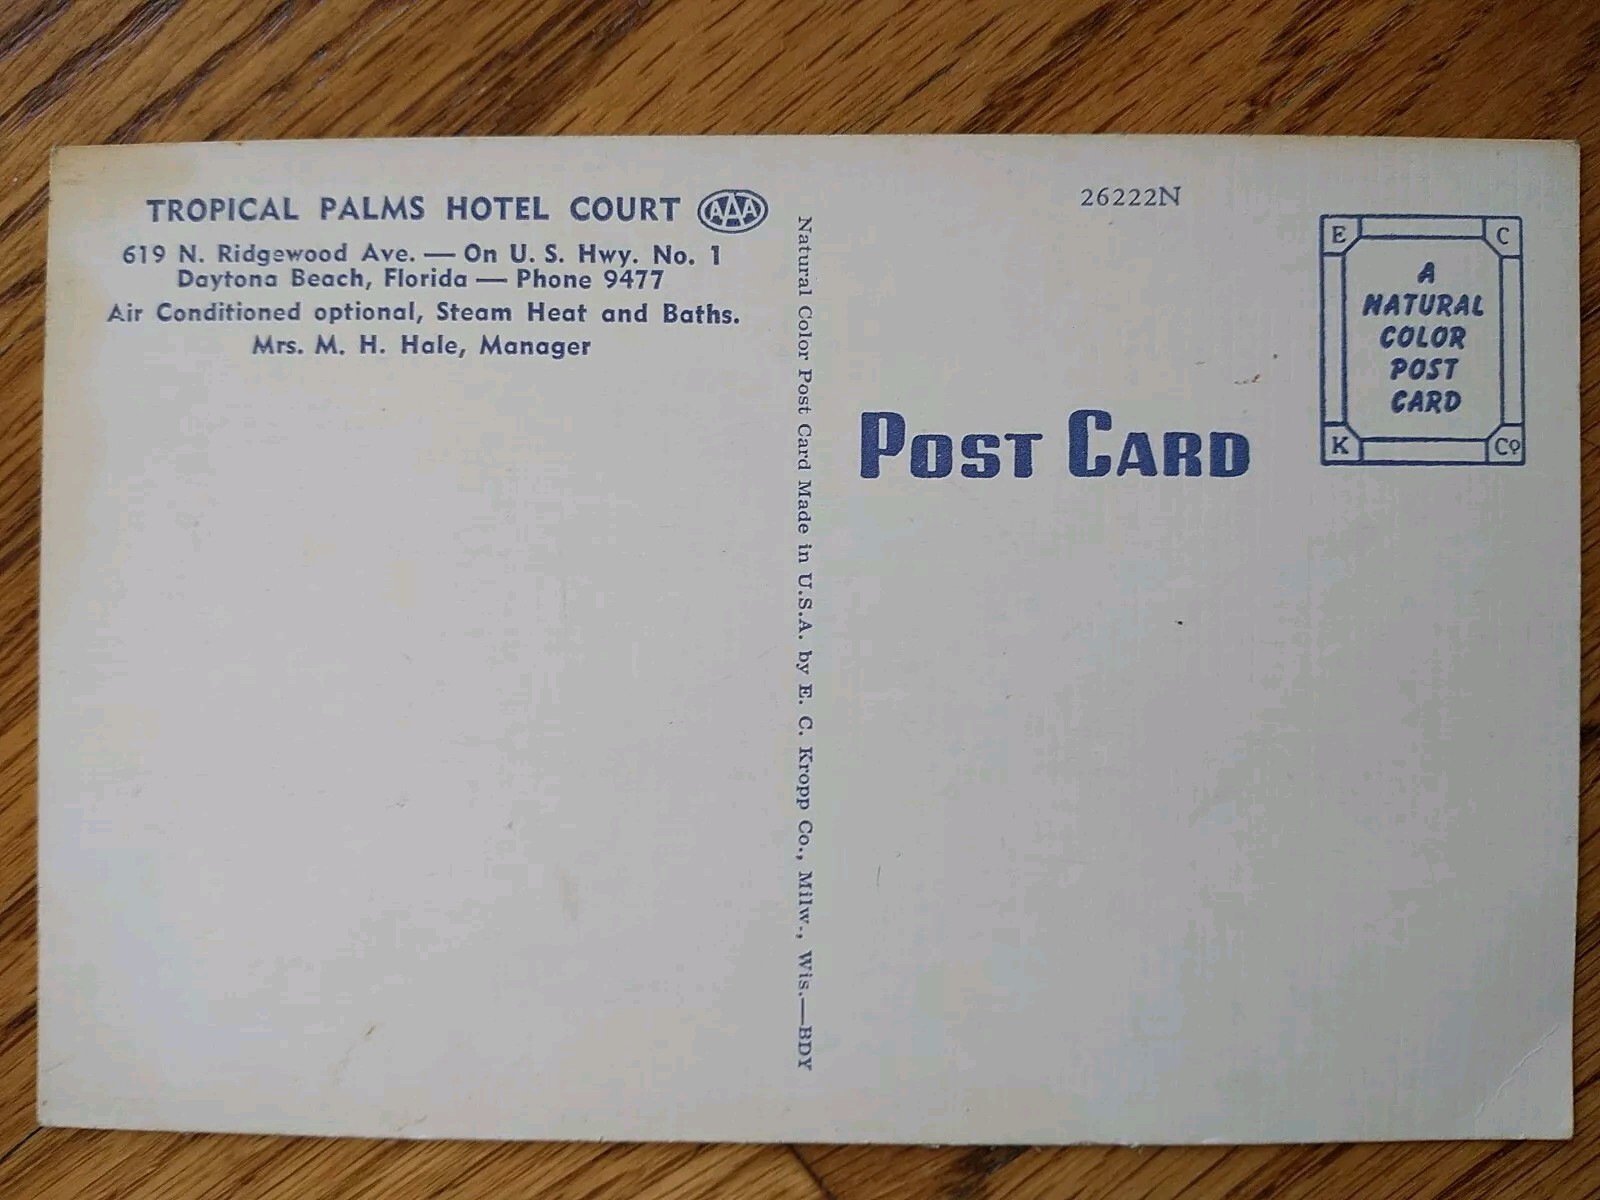 TROPICAL PALMS HOTEL COURT AAA
619 N. Ridgewood Ave. — On U. S. Hwy. No. 1
Daytona Beach, Florida — Phone 9477
Air Conditioned optional, Steam Heat and Baths.
Mrs. M. H. Hale, Manager
Natural Color Post Card Made in U.S.A. by E. C. Kropp Co., Milw., Wis.—BDY
26222N
POST CARD
E C
A
NATURAL
COLOR
POST
CARD
K Co